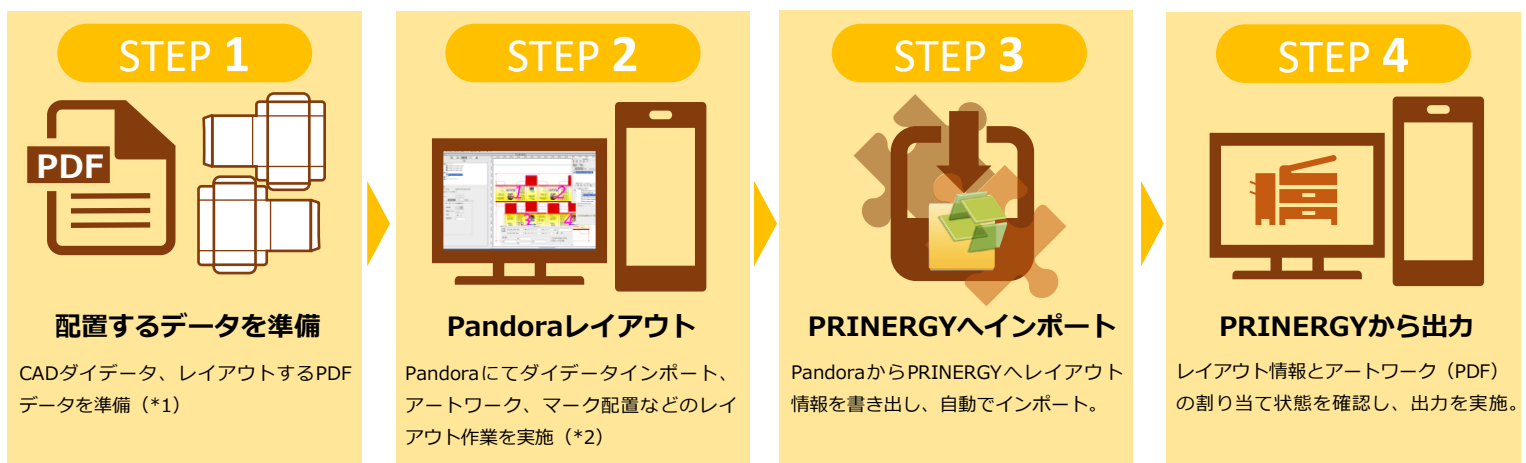 STEP 1
PDF
配置するデータを準備
CADダイデータ、レイアウトするPDF
データを準備（*1）
STEP 2
1
2
3
4
Pandoraレイアウト
Pandoraにてダイデータインポート、
アートワーク、マーク配置などのレイ
アウト作業を実施（*2）
STEP 3
PRINERGYへインポート
PandoraからPRINERGYへレイアウト
情報を書き出し、自動でインポート。
STEP 4
PRINERGYから出力
レイアウト情報とアートワーク（PDF）
の割り当て状態を確認し、出力を実施。